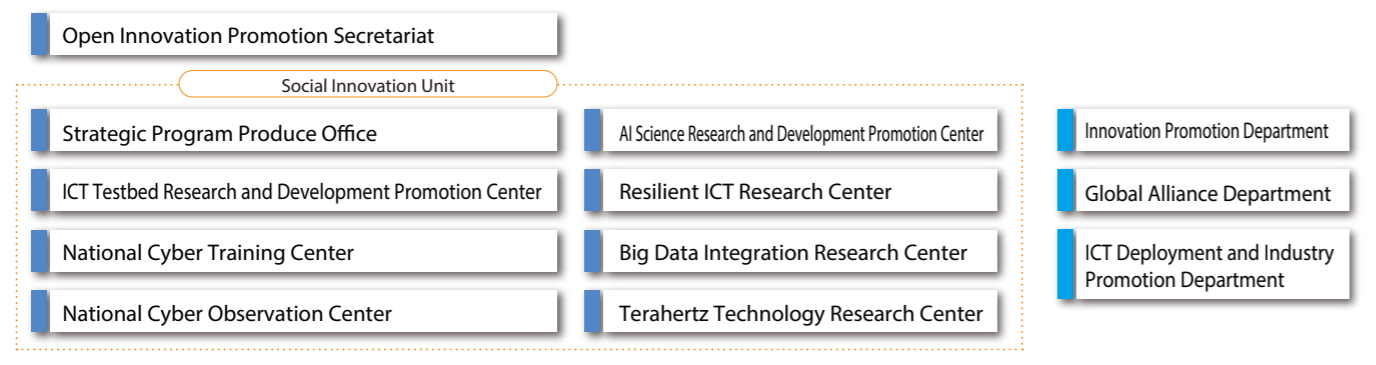 Open Innovation Promotion Secretariat
Social Innovation Unit
Strategic Program Produce Office
ICT Testbed Research and Development Promotion Center
National Cyber Training Center
National Cyber Observation Center
AI Science Research and Development Promotion Center
Resilient ICT Research Center
Big Data Integration Research Center
Terahertz Technology Research Center
Innovation Promotion Department
Global Alliance Department
ICT Deployment and Industry
Promotion Department